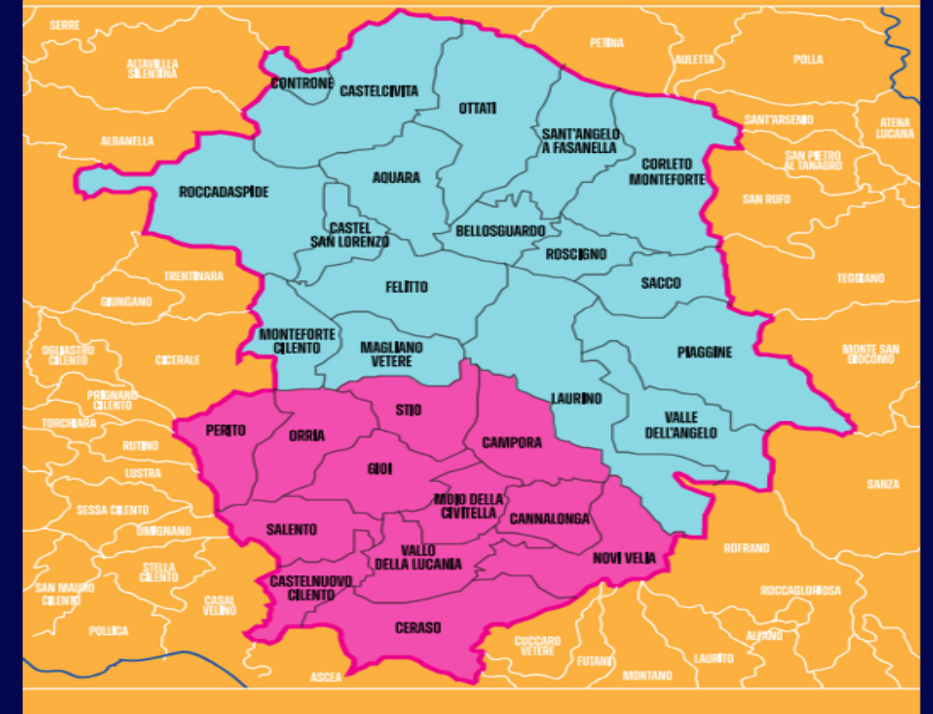 SERRE
PETINA
AULETTA
POLLA
ALTAVILLA
SILENTINA
CONTRONE
CASTELCIVITA
OTTATI
SANT'ARSENIO
ATENA
LUCANA
ALBANELLA
SANT'ANGELO
A FASANELLA
SAN PIETRO
AL TANAGRO
CORLETO
MONTEFORTE
AQUARA
ROCCADASPIDE
SAN RUFO
CASTEL
SAN LORENZO
BELLOSGUARDO
ROSCIGNO
TRENTINARA
FELITTO
SACCO
TEGGIANO
GIUNGANO
MONTEFORTE
CILENTO
MAGLIANO
VETERE
PIAGGINE
OGLIASTRO
CILENTO
CICERALE
MONTE SAN
GIOCOMO
PRIGNANO
CILENTO
LAURINO
STIO
TORCHIARA
PERITO
ORRIA
CAMPORA
VALLE
DELL'ANGELO
RUTINO
GIOI
LUSTRA
SANZA
MOIO DELLA
CIVITELLA
SESSA CILENTO
CANNALONGA
OMIGNANO
SALENTO
ROFRANO
VALLO
DELLA LUCANIA
NOVI VELIA
STELLA
CILENTO
CASTELNUOVO
CILENTO
SAN MAURO
CILENTO
ROCCAGLORIOSA
CASAL
VELINO
POLLICA
CERASO
ALFANO
CUCCARO
VETERE
FUTANI
LAURITO
ASCEA
MONTANO